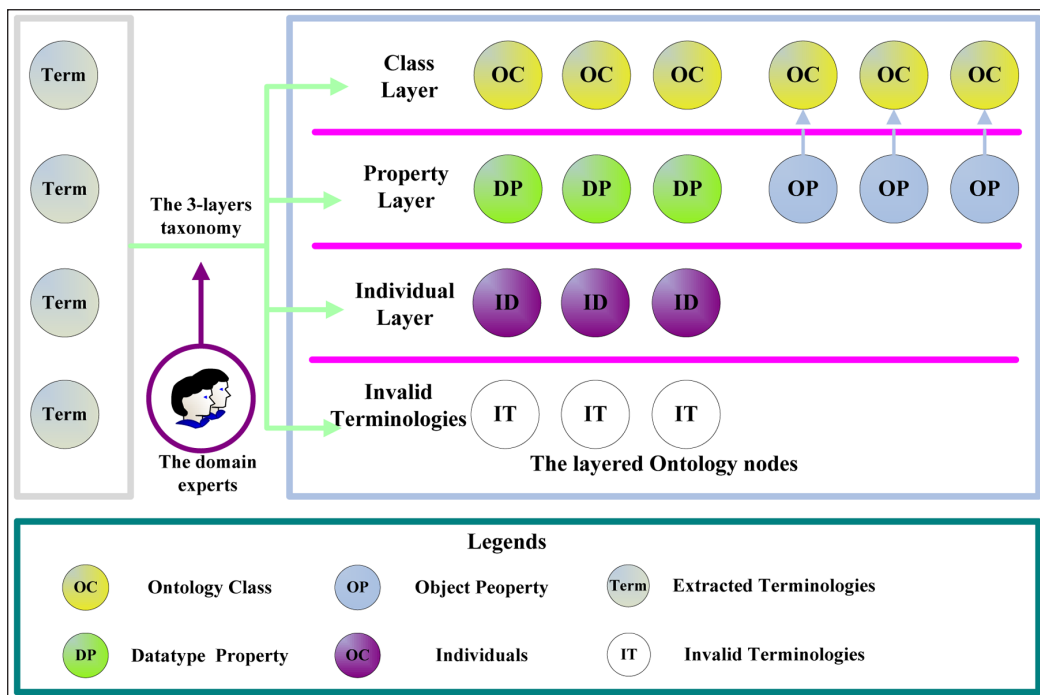 Term
Term
Term
Term
The 3-layers
taxonomy
The domain
experts
Class
Layer
OC OC OC OC OC OC
Property
Layer
DP DP DP OP OP OP
Individual
Layer
ID ID ID
Invalid
Terminologies
IT IT IT
The layered Ontology nodes
Legends
OC Ontology Class
OP Object Peoperty
Term Extracted Terminologies
DP Datatype Property
OC Individuals
IT Invalid Terminologies